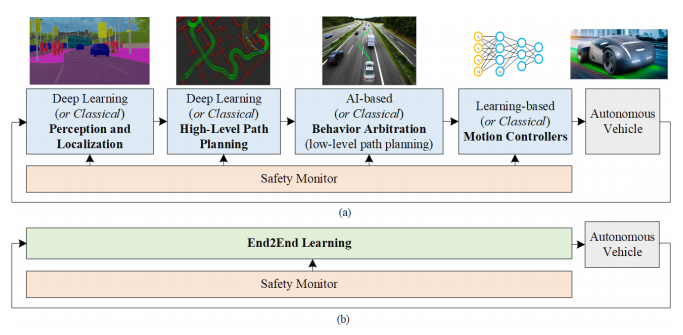 Deep Learning
(or Classical)
Perception and
Localization
Deep Learning
(or Classical)
High-Level Path
Planning
AI-based
(or Classical)
Behavior Arbitration
(low-level path planning)
Learning-based
(or Classical)
Motion Controllers
Autonomous
Vehicle
Safety Monitor
(a)
End2End Learning
Autonomous
Vehicle
Safety Monitor
(b)